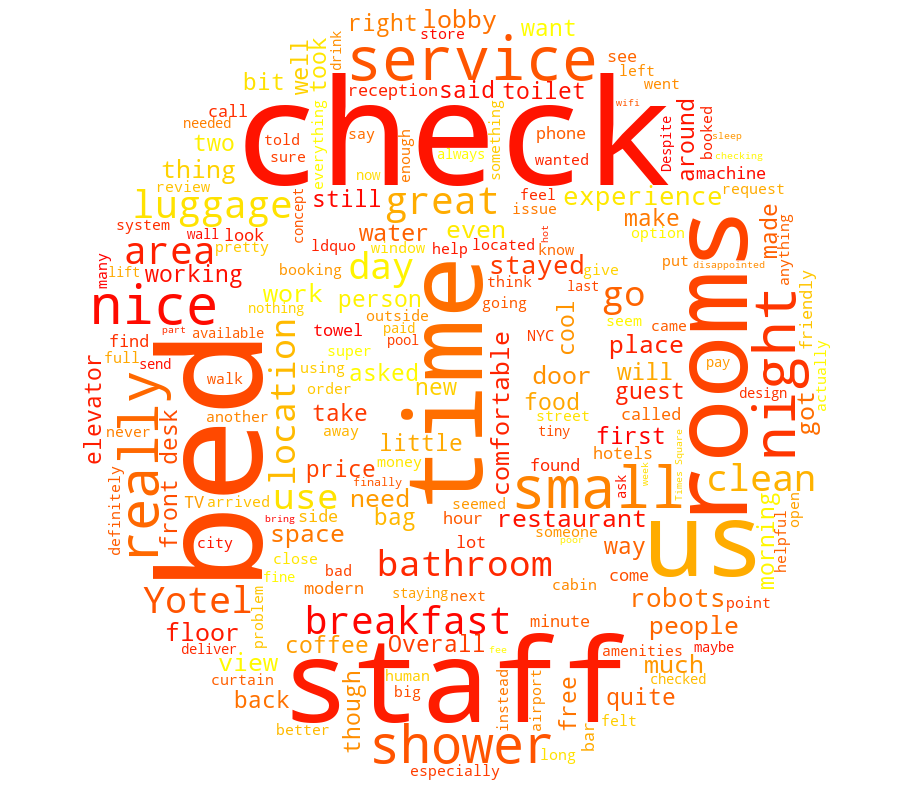 store
drink
right
lobby
want
took
well
service
see
left
bit
check
went
reception
said
toilet
wifi
call
needed
told
sure
say
everything
enough
always
something
phone
wanted
Despite
around
booked
sleep
checking
two
thing
review
now
machine
luggage
concept
still
great
feel
issue
experience
request
system
wall
look
area
pretty
ldquo
water
even
help
located
hot
know
make
option
made
anything
many
lift
working
window
day
stayed
give
put
disappointed
rooms
booking
think
last
nice
nothing
work
person
going
time
go
came
night
friendly
part
available
outside
paid
pool
cool
seem
find
full
send
location
towel
NYC
street
place
actually
super
comfortable
tiny
elevator
bed
walk
using
asked
door
will
pay
really
another
order
new
food
guest
design
got
never
desk
front
take
away
little
called
first
hotels
Times Square
week
ask
price
money
found
clean
definitely
TV
arrived
finally
use
need
small
us
morning
helpful
open
bring
side
bag
hour
seemed
restaurant
lot
someone
poor
way
city
space
close
bathroom
fine
bad
modern
cabin
come
Yotel
staying
next
robots
point
problem
breakfast
minute
people
floor
coffee
Overall
amenities
maybe
deliver
view
staff
fee
much
curtain
human
big
checked
back
though
instead
airport
free
quite
better
shower
bar
felt
long
especially